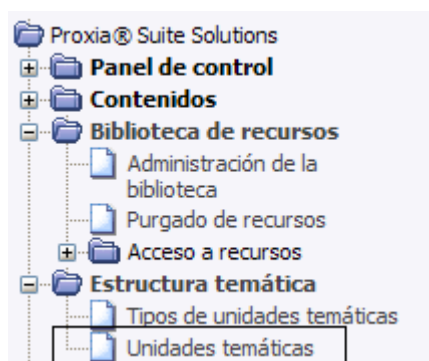 Proxia® Suite Solutions
Panel de control
Contenidos
Biblioteca de recursos
Administración de la
biblioteca
Purgado de recursos
Acceso a recursos
Estructura temática
Tipos de unidades temáticas
Unidades temáticas